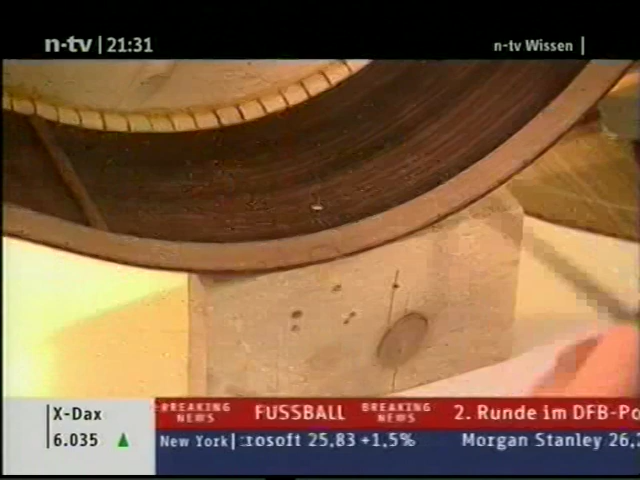 n-tv | 21:31
n-tv Wissen |
X-Dax
6.035
BREAKING NEWS FUSSBALL BREAKING NEWS 2. Runde im DFB-Po
New York | :rosoft 25,83 +1,5% Morgan Stanley 26,2